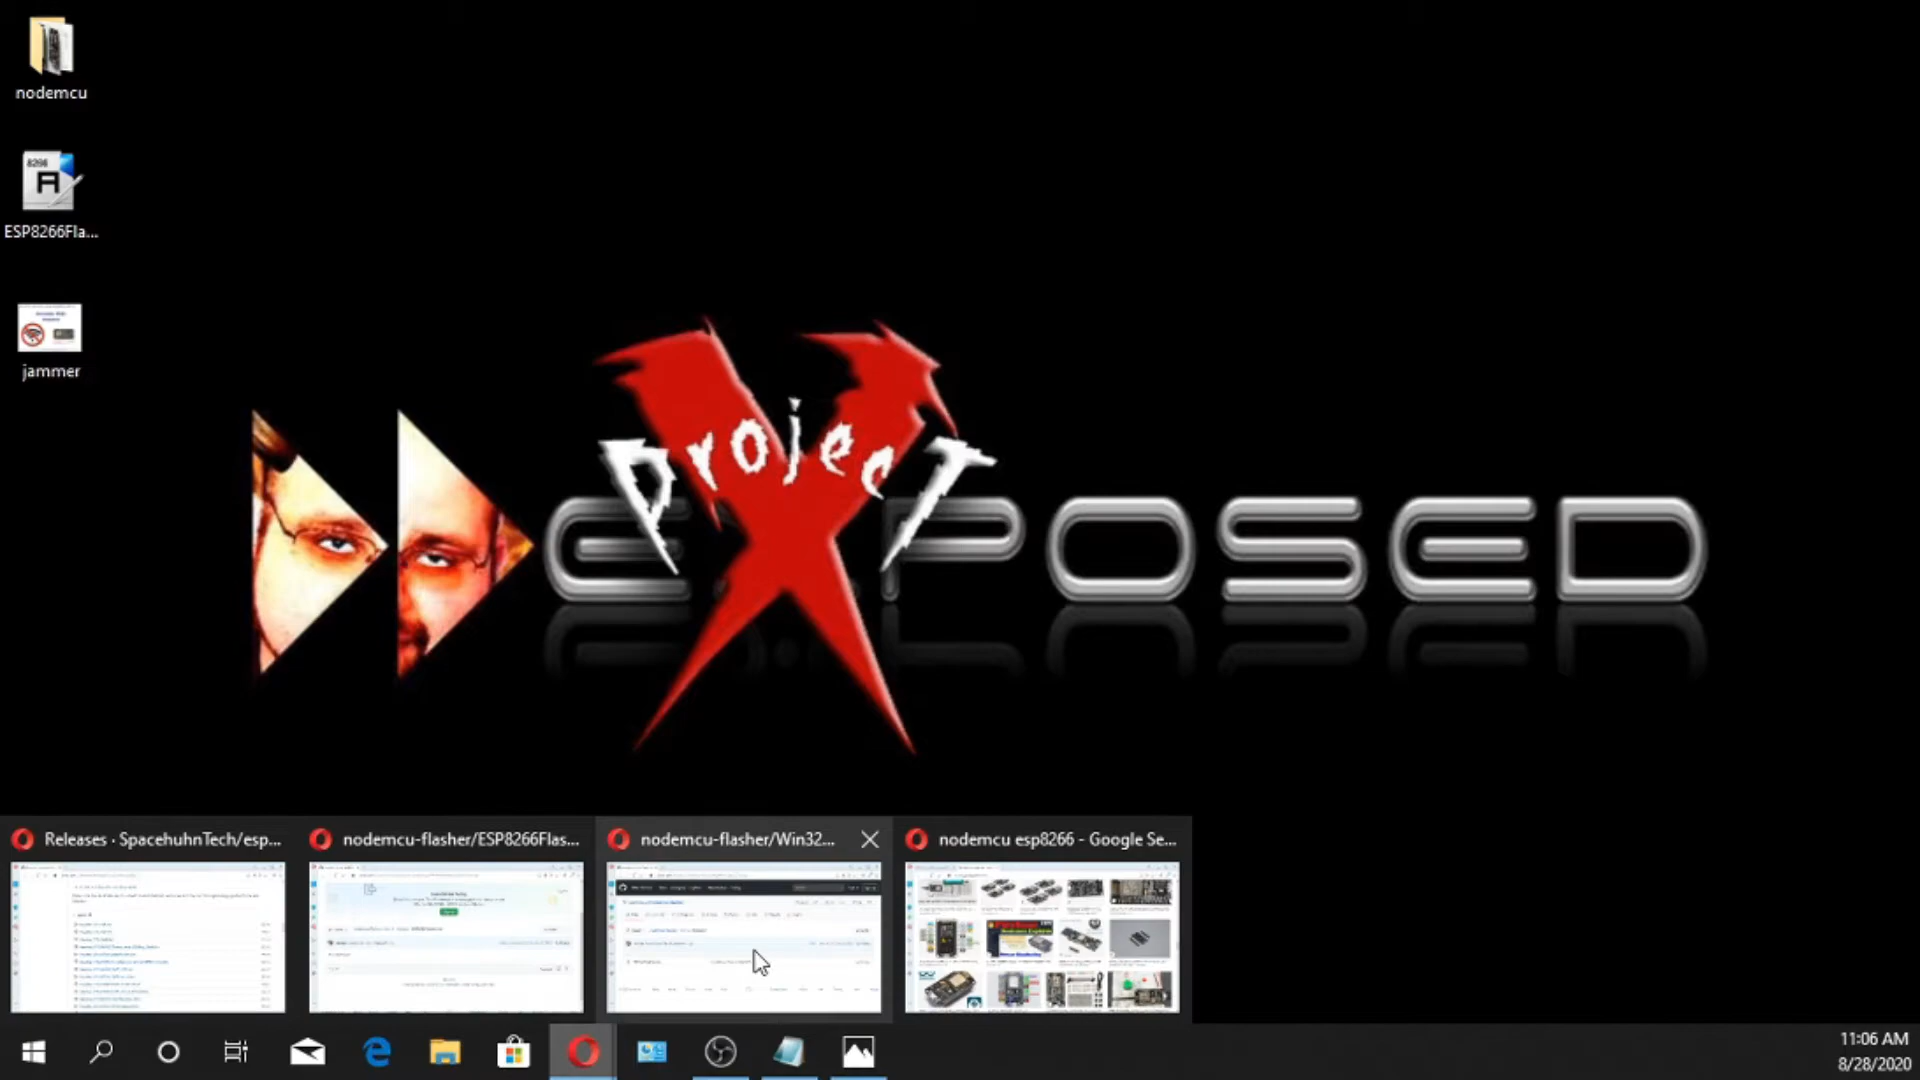 nodemcu
8266
A
ESP8266Fla...
jammer
project
EXPOSED
Releases · SpacehuhnTech/esp...
nodemcu-flasher/ESP8266Flas...
nodemcu-flasher/Win32...
nodemcu esp8266 - Google Se...
11:06 AM
8/28/2020